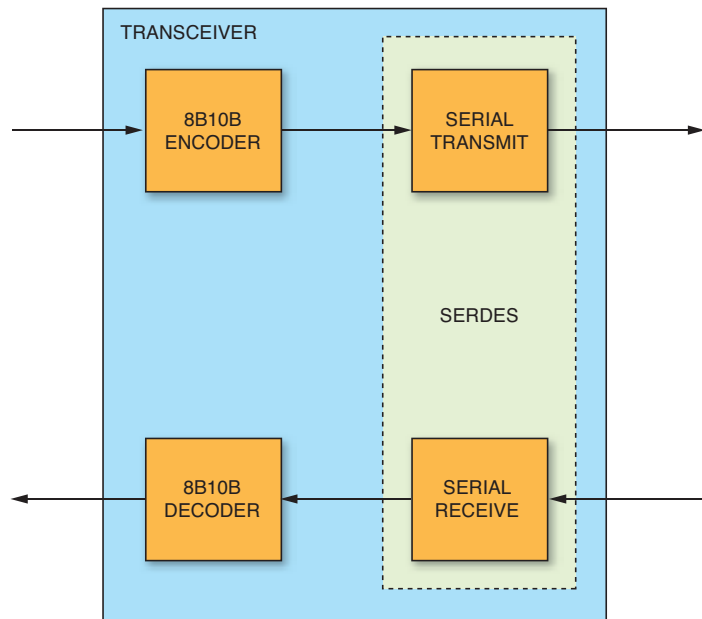 TRANSCEIVER
8B10B
ENCODER
SERIAL
TRANSMIT
SERDES
8B10B
DECODER
SERIAL
RECEIVE